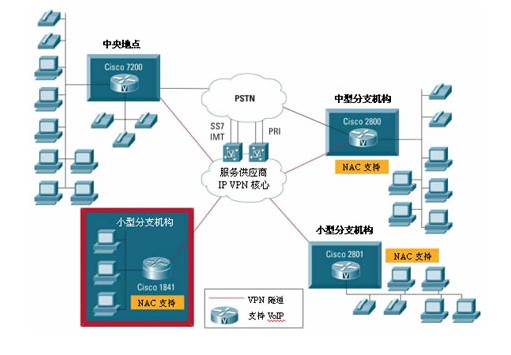 中央地点
Cisco 7200
PSTN
中型分支机构
Cisco 2800
NAC 支持
SS7
IMT
PRI
服务供应商
IP VPN 核心
小型分支机构
Cisco 1841
NAC 支持
小型分支机构
Cisco 2801
NAC 支持
VPN 隧道
支持 VoIP